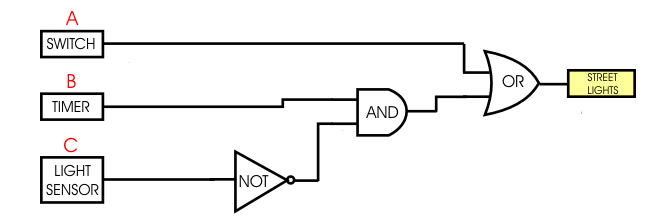 A
SWITCH
B
TIMER
C
LIGHT
SENSOR
NOT
AND
OR
STREET
LIGHTS